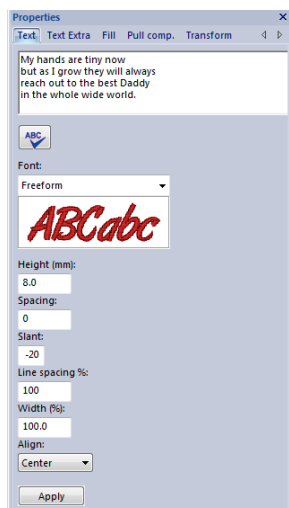 Properties
Text Text Extra Fill Pull comp. Transform
My hands are tiny now
but as I grow they will always
reach out to the best Daddy
in the whole wide world.
ABC
Font:
Freeform
ABCabc
Height (mm):
8.0
Spacing:
0
Slant:
-20
Line spacing %:
100
Width (%):
100.0
Align:
Center
Apply